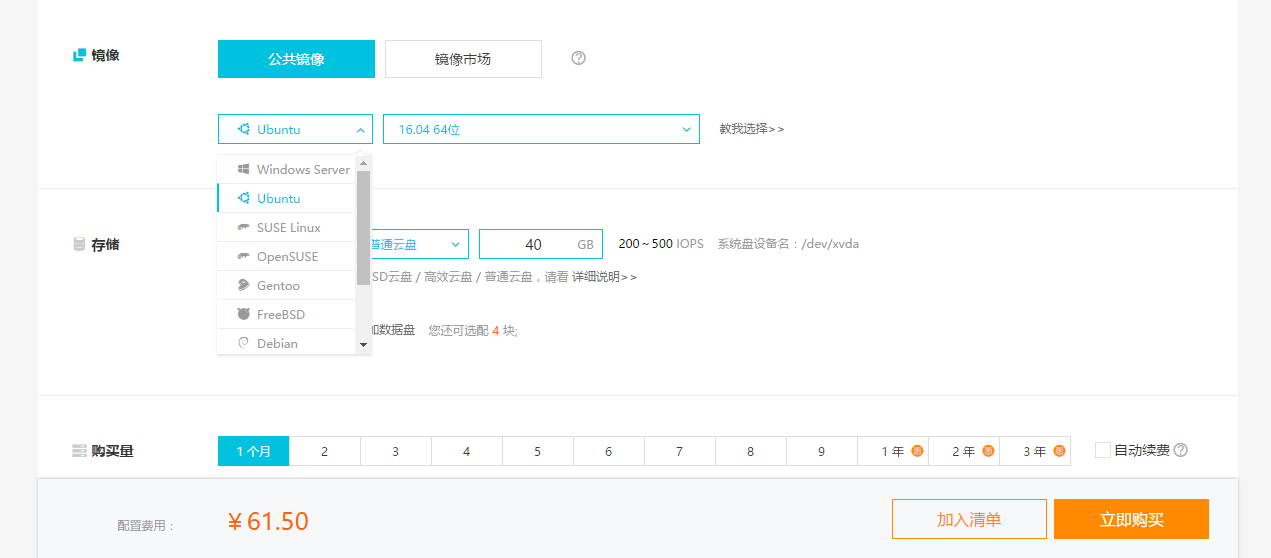 镜像
公共镜像
镜像市场
Ubuntu
16.04 64位
教我选择>>
Windows Server
Ubuntu
SUSE Linux
OpenSUSE
Gentoo
FreeBSD
Debian
存储
普通云盘
40 GB
200 ~ 500 IOPS
系统盘设备名：/dev/xvda
SD云盘 / 高效云盘 / 普通云盘，请看 详细说明>>
加数据盘 您还可选配 4 块;
购买量
1 个月 2 3 4 5 6 7 8 9 1 年 惠 2 年 惠 3 年 惠
自动续费
配置费用：
¥ 61.50
加入清单
立即购买